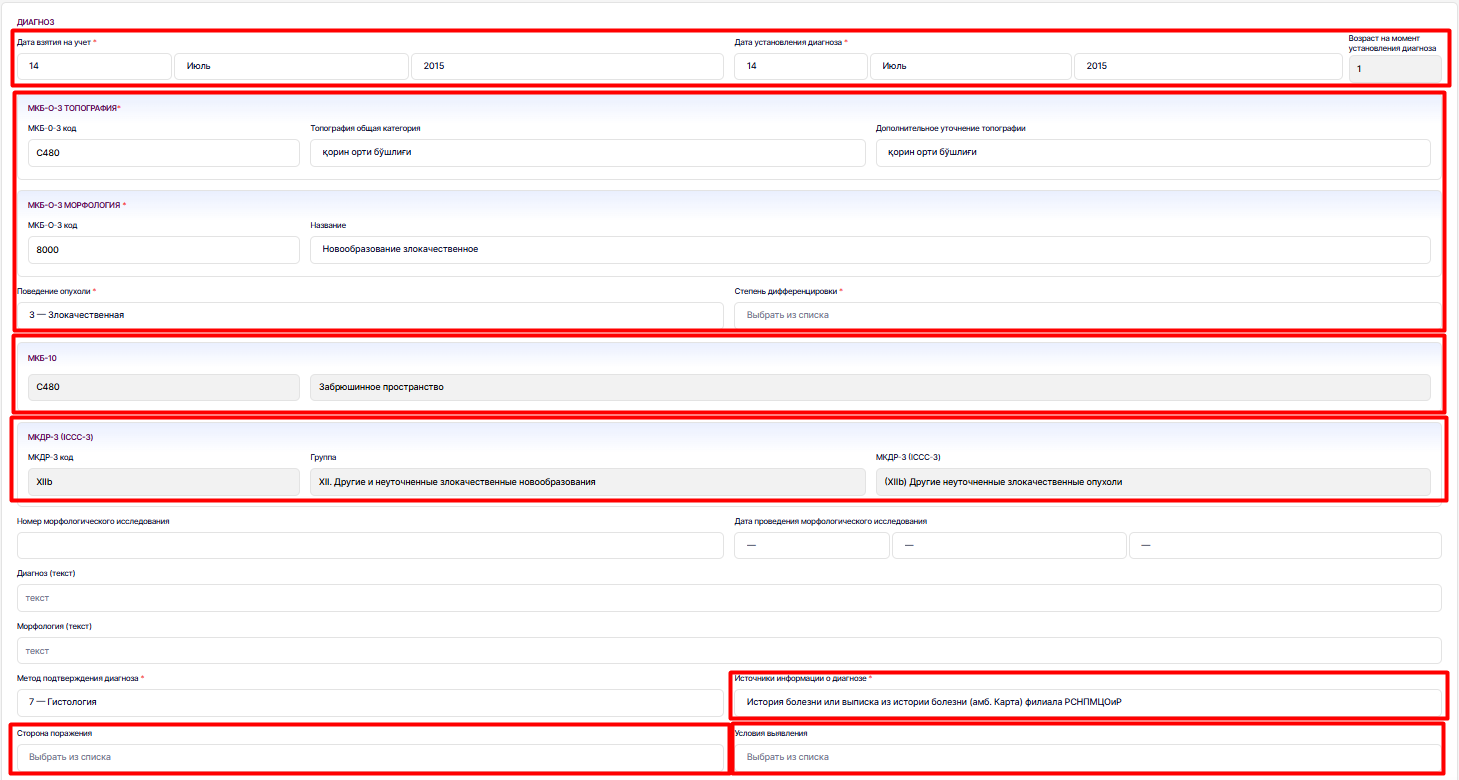 ДИАГНОЗ
Дата взятия на учет *
Дата установления диагноза *
Возраст на момент
установления диагноза
14 Июль 2015
14 Июль 2015
1
МКБ-О-3 ТОПОГРАФИЯ*
МКБ-О-3 код Топография общая категория Дополнительное уточнение топографии
C480 қорин орти бўшлиғи қорин орти бўшлиғи
МКБ-О-3 МОРФОЛОГИЯ *
МКБ-О-3 код Название
8000 Новообразование злокачественное
Поведение опухоли * Степень дифференцировки *
3 — Злокачественная Выбрать из списка
МКБ-10
C480 Забрюшинное пространство
МКДР-3 (ICCC-3)
МКДР-3 код Группа МКДР-3 (ICCC-3)
XIIb XII. Другие и неуточненные злокачественные новообразования (XIIb) Другие неуточненные злокачественные опухоли
Номер морфологического исследования Дата проведения морфологического исследования
— — —
Диагноз (текст)
текст
Морфология (текст)
текст
Метод подтверждения диагноза * Источники информации о диагнозе *
7 — Гистология История болезни или выписка из истории болезни (амб. Карта) филиала РСНПМЦОиР
Сторона поражения Условия выявления
Выбрать из списка Выбрать из списка